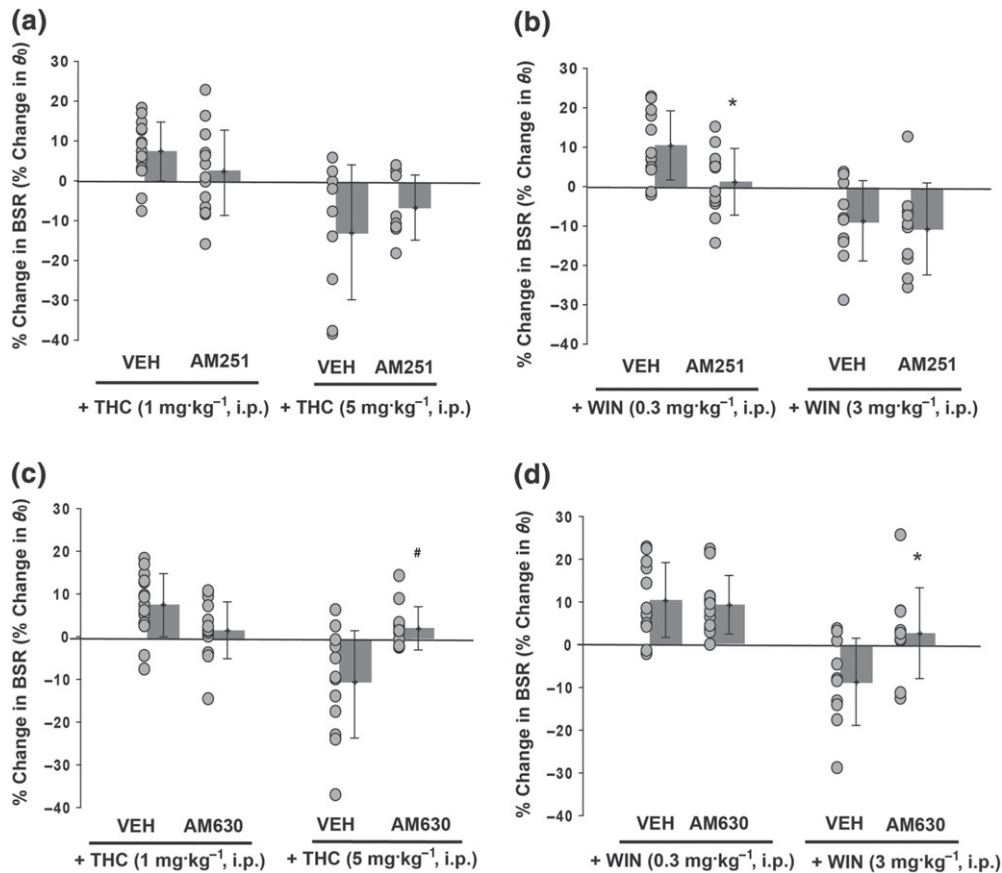 (a)
% Change in BSR (% Change in θ₀)
30
20
10
0
−10
−20
−30
−40
VEH AM251 VEH AM251
+ THC (1 mg·kg⁻¹, i.p.) + THC (5 mg·kg⁻¹, i.p.)
(b)
% Change in BSR (% Change in θ₀)
30
20
10
0
−10
−20
−30
−40
*
VEH AM251 VEH AM251
+ WIN (0.3 mg·kg⁻¹, i.p.) + WIN (3 mg·kg⁻¹, i.p.)
(c)
% Change in BSR (% Change in θ₀)
30
20
10
0
−10
−20
−30
−40
#
VEH AM630 VEH AM630
+ THC (1 mg·kg⁻¹, i.p.) + THC (5 mg·kg⁻¹, i.p.)
(d)
% Change in BSR (% Change in θ₀)
30
20
10
0
−10
−20
−30
−40
*
VEH AM630 VEH AM630
+ WIN (0.3 mg·kg⁻¹, i.p.) + WIN (3 mg·kg⁻¹, i.p.)